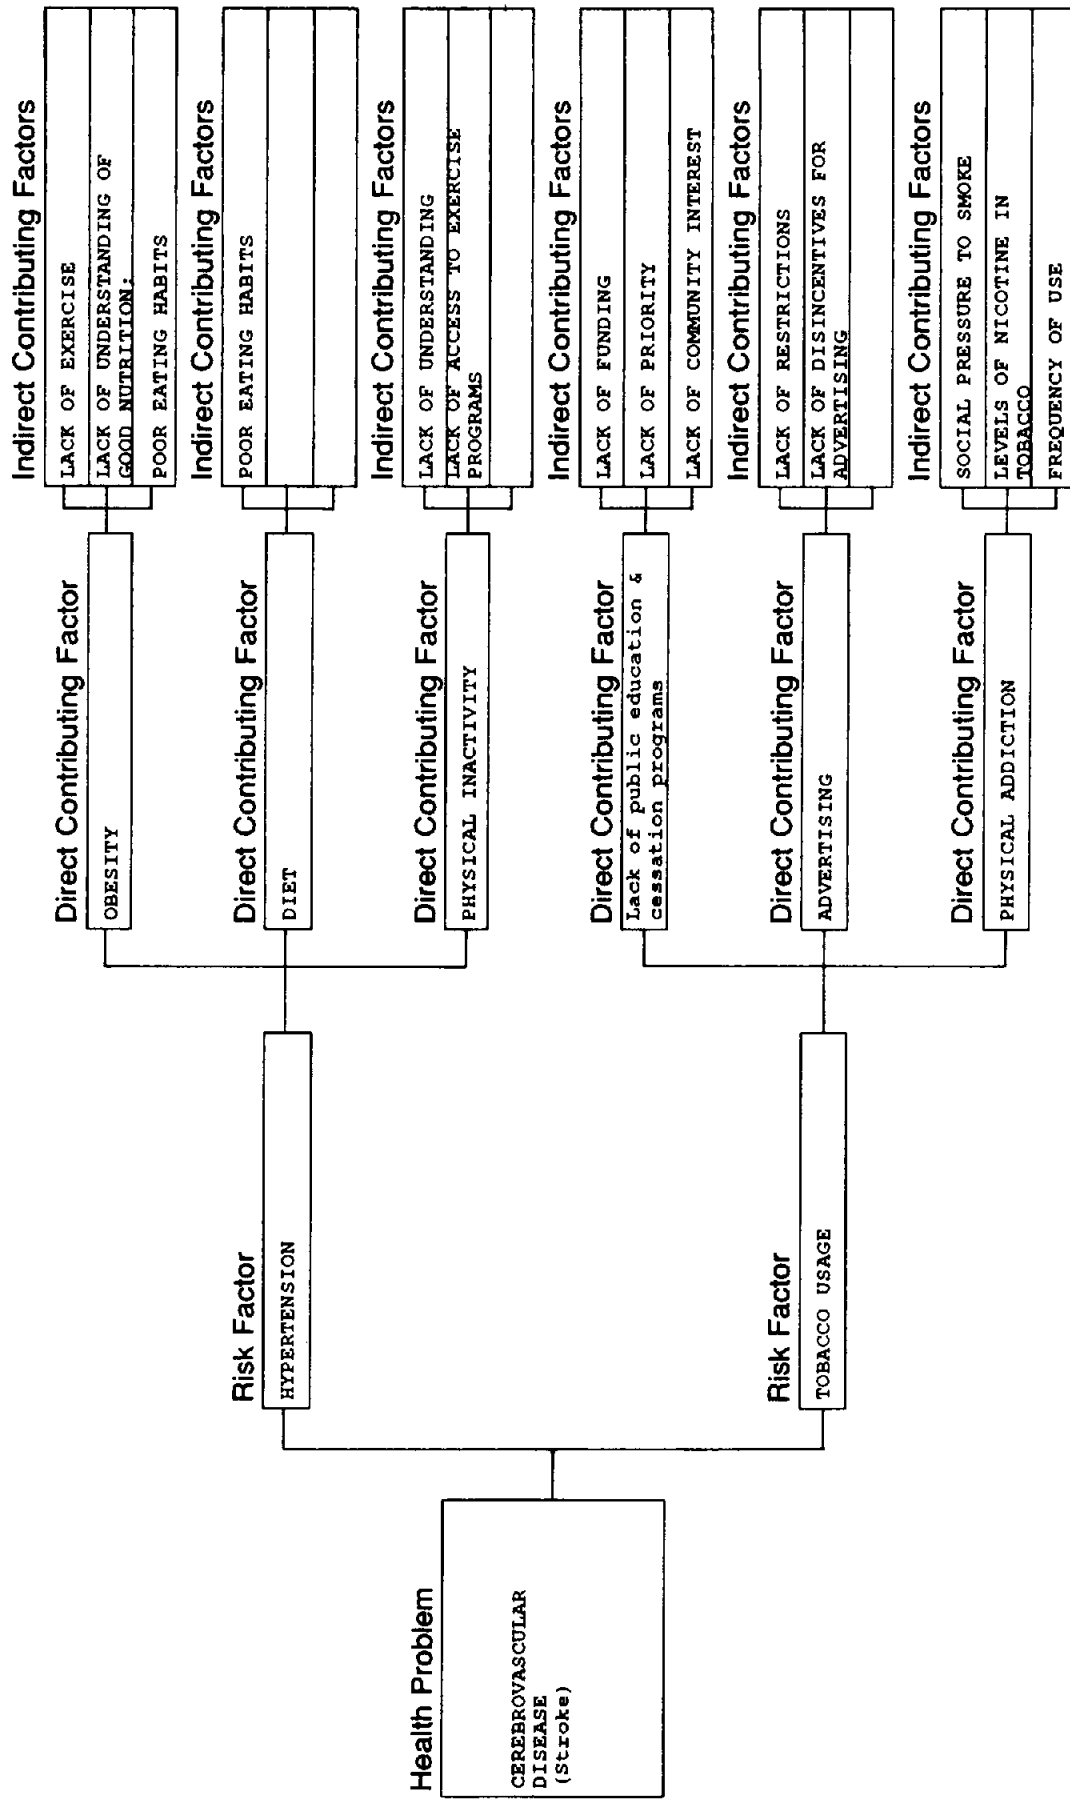 Health Problem
CEREBROVASCULAR
DISEASE
(Stroke)
Risk Factor
HYPERTENSION
Direct Contributing Factor
OBESITY
Indirect Contributing Factors
LACK OF EXERCISE
LACK OF UNDERSTANDING OF
GOOD NUTRITION;
POOR EATING HABITS
Direct Contributing Factor
DIET
Indirect Contributing Factors
POOR EATING HABITS
Direct Contributing Factor
PHYSICAL INACTIVITY
Indirect Contributing Factors
LACK OF UNDERSTANDING
LACK OF ACCESS TO EXERCISE
PROGRAMS
Risk Factor
TOBACCO USAGE
Direct Contributing Factor
Lack of public education &
cessation programs
Indirect Contributing Factors
LACK OF FUNDING
LACK OF PRIORITY
LACK OF COMMUNITY INTEREST
Direct Contributing Factor
ADVERTISING
Indirect Contributing Factors
LACK OF RESTRICTIONS
LACK OF DISINCENTIVES FOR
ADVERTISING
Direct Contributing Factor
PHYSICAL ADDICTION
Indirect Contributing Factors
SOCIAL PRESSURE TO SMOKE
LEVELS OF NICOTINE IN
TOBACCO
FREQUENCY OF USE